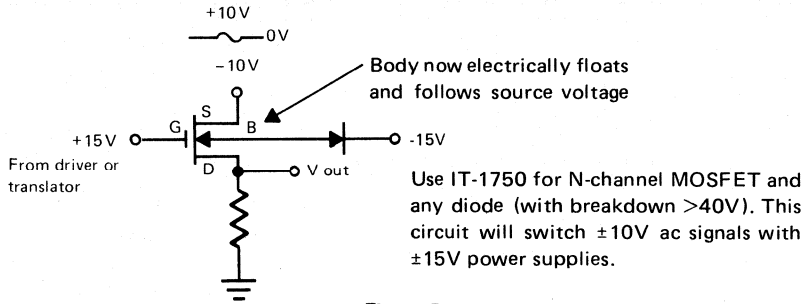 +10V
0V
−10V
Body now electrically floats
and follows source voltage
S
G
B
+15V
-15V
From driver or
translator
D
V out
Use IT-1750 for N-channel MOSFET and
any diode (with breakdown >40V). This
circuit will switch ±10V ac signals with
±15V power supplies.